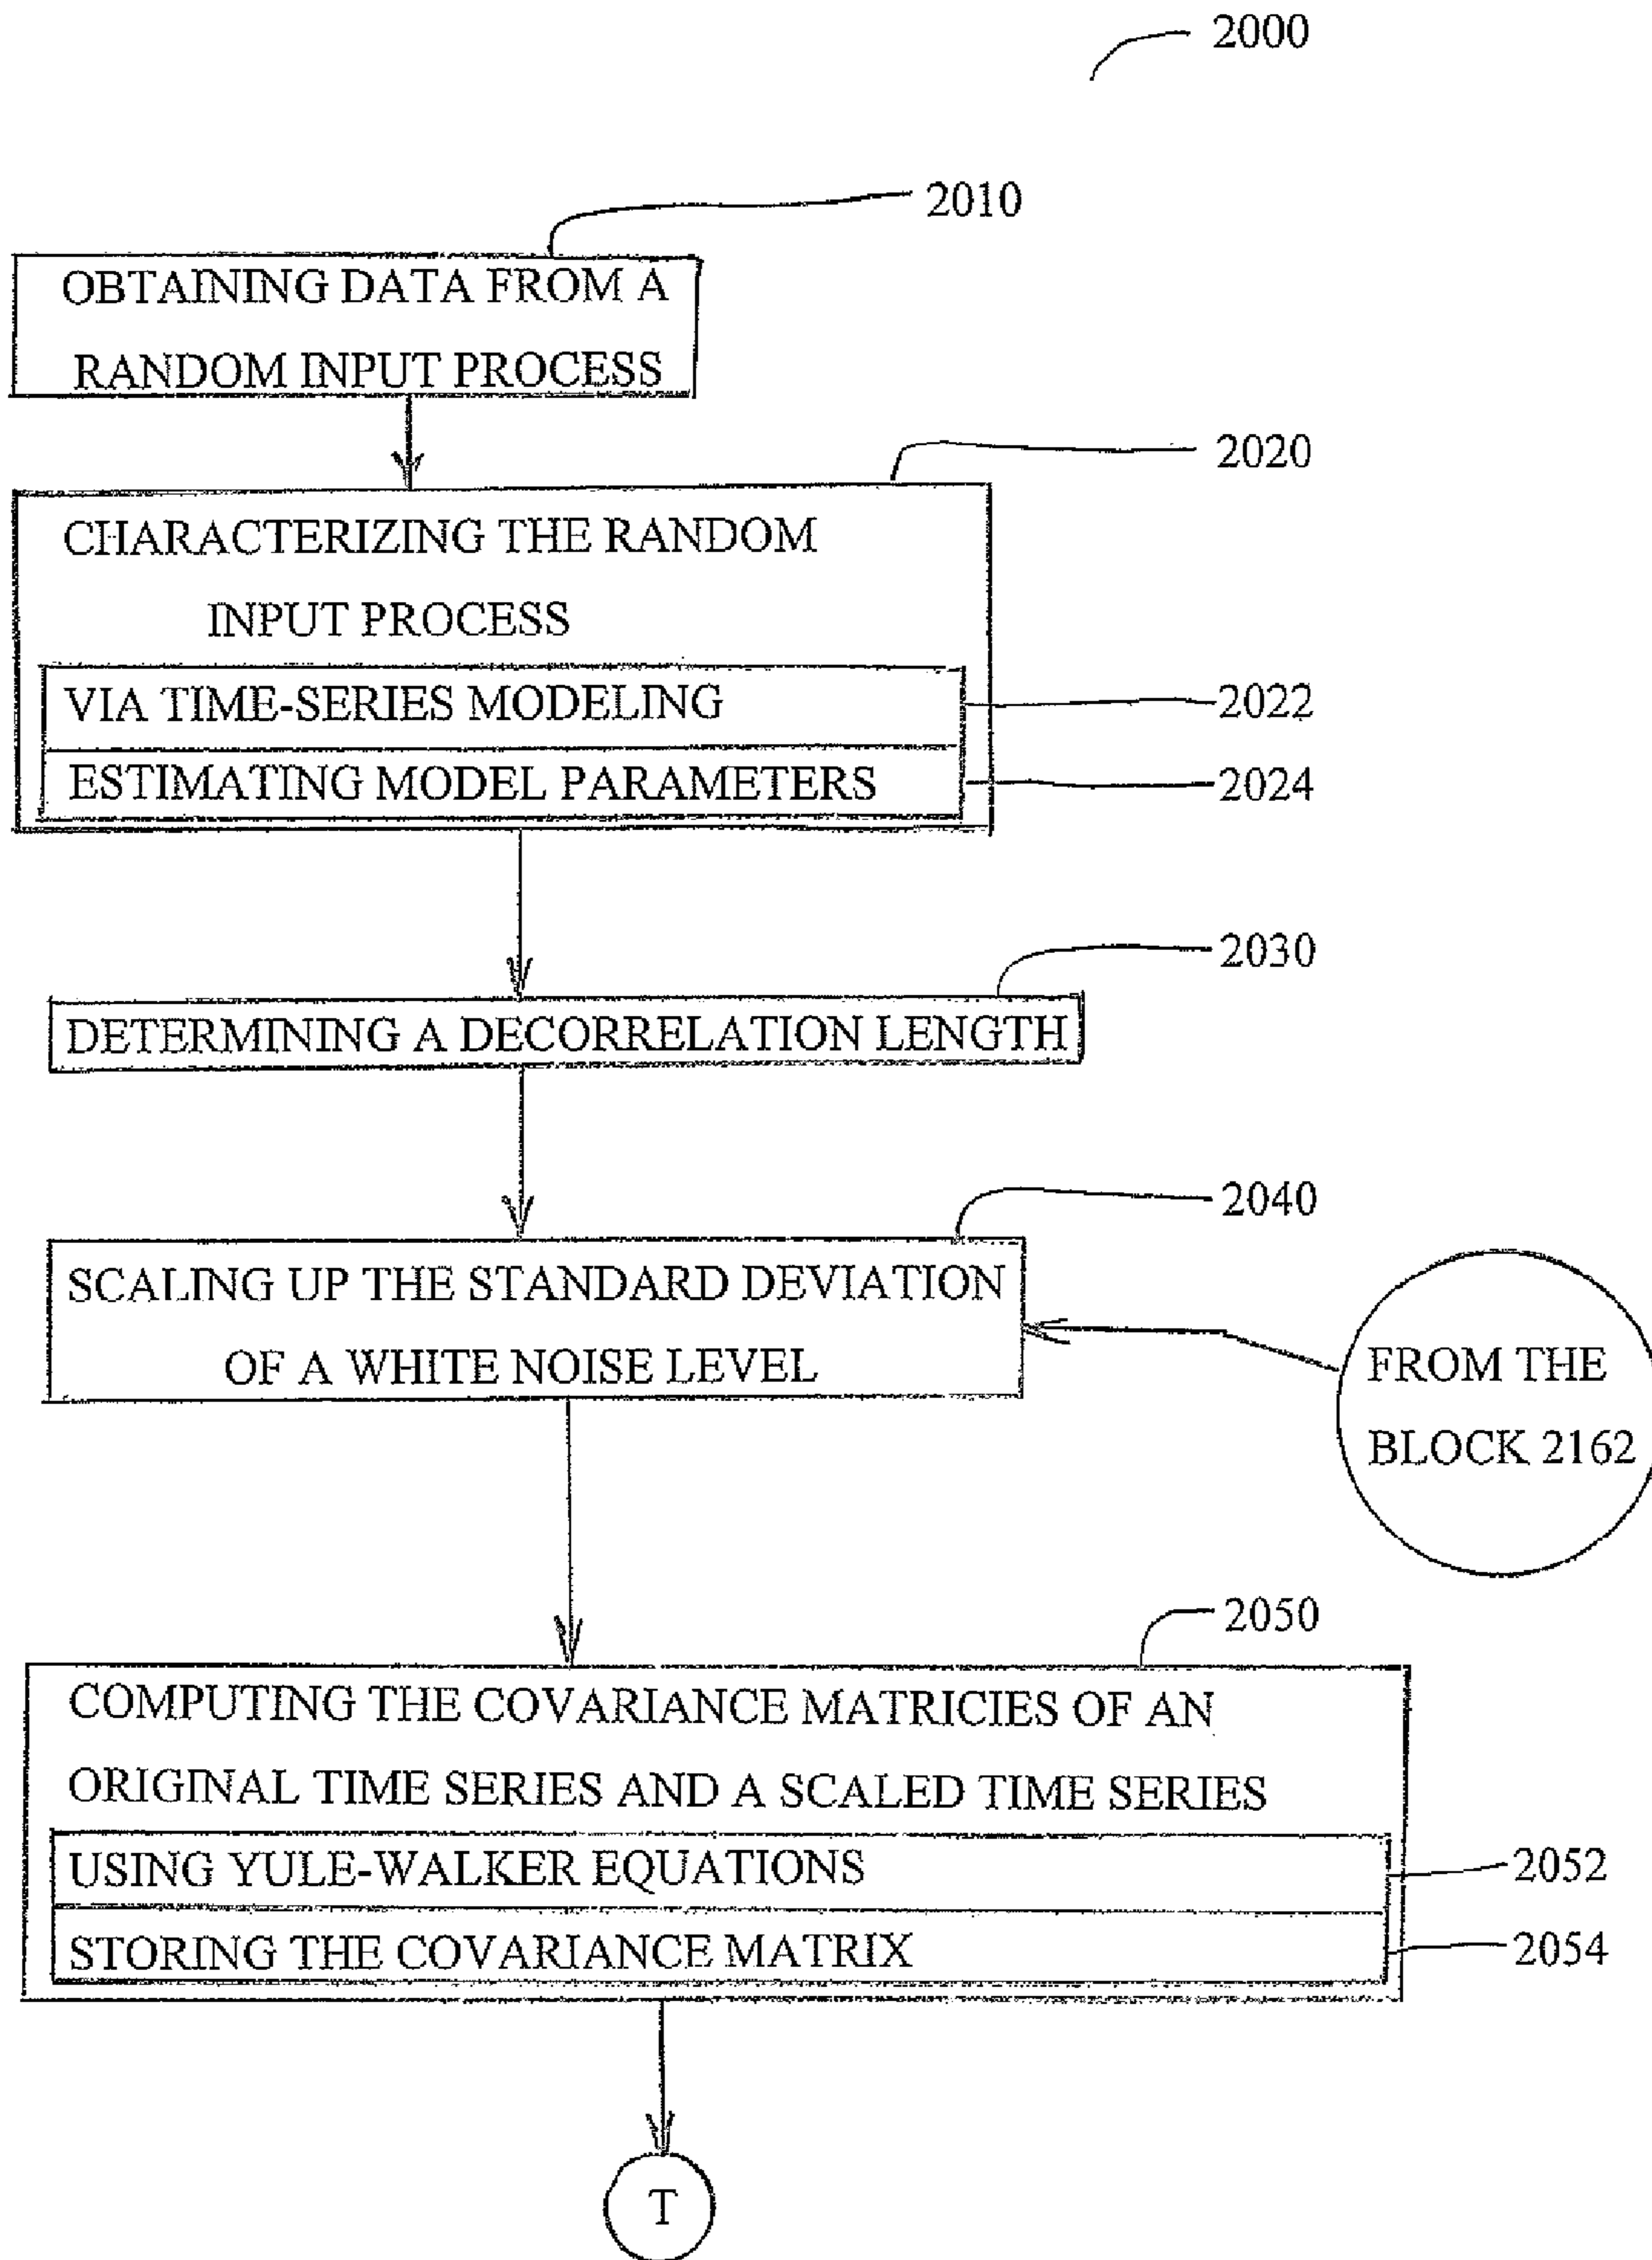 2000
2010
OBTAINING DATA FROM A
RANDOM INPUT PROCESS
2020
CHARACTERIZING THE RANDOM
INPUT PROCESS
VIA TIME-SERIES MODELING
2022
ESTIMATING MODEL PARAMETERS
2024
2030
DETERMINING A DECORRELATION LENGTH
2040
SCALING UP THE STANDARD DEVIATION
OF A WHITE NOISE LEVEL
FROM THE
BLOCK 2162
2050
COMPUTING THE COVARIANCE MATRICIES OF AN
ORIGINAL TIME SERIES AND A SCALED TIME SERIES
USING YULE-WALKER EQUATIONS
2052
STORING THE COVARIANCE MATRIX
2054
T